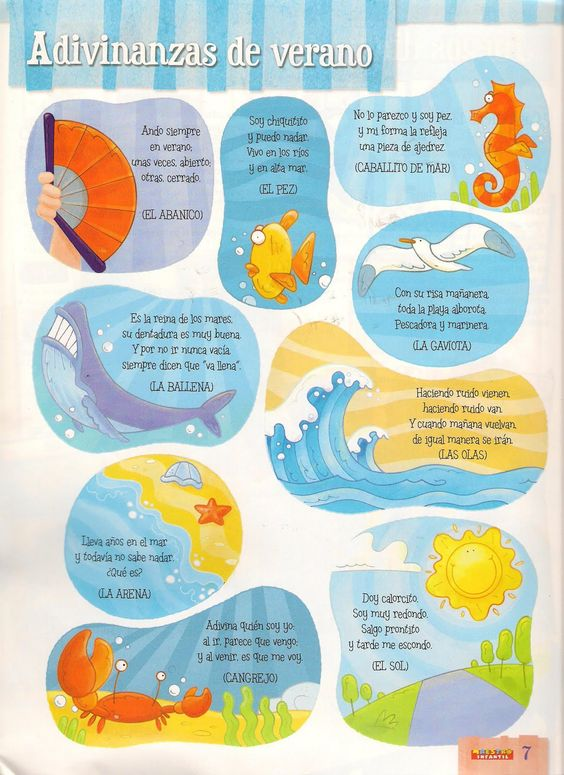 Adivinanzas de verano
Ando siempre
en verano;
unas veces, abierto;
otras, cerrado.
(EL ABANICO)
Soy chiquitito
y puedo nadar.
Vivo en los ríos
y en alta mar.
(EL PEZ)
No lo parezco y soy pez,
y mi forma la refleja
una pieza de ajedrez.
(CABALLITO DE MAR)
Con su risa mañanera,
toda la playa alborota.
Pescadora y marinera.
(LA GAVIOTA)
Es la reina de los mares,
su dentadura es muy buena.
Y por no ir nunca vacía,
siempre dicen que "va llena".
(LA BALLENA)
Haciendo ruido vienen,
haciendo ruido van.
Y cuando mañana vuelvan,
de igual manera se irán.
(LAS OLAS)
Lleva años en el mar
y todavía no sabe nadar.
¿Qué es?
(LA ARENA)
Doy calorcito,
Soy muy redondo,
Salgo prontito
y tarde me escondo.
(EL SOL)
Adivina quién soy yo:
al ir, parece que vengo;
y al venir, es que me voy.
(CANGREJO)
MAESTRO
INFANTIL
7